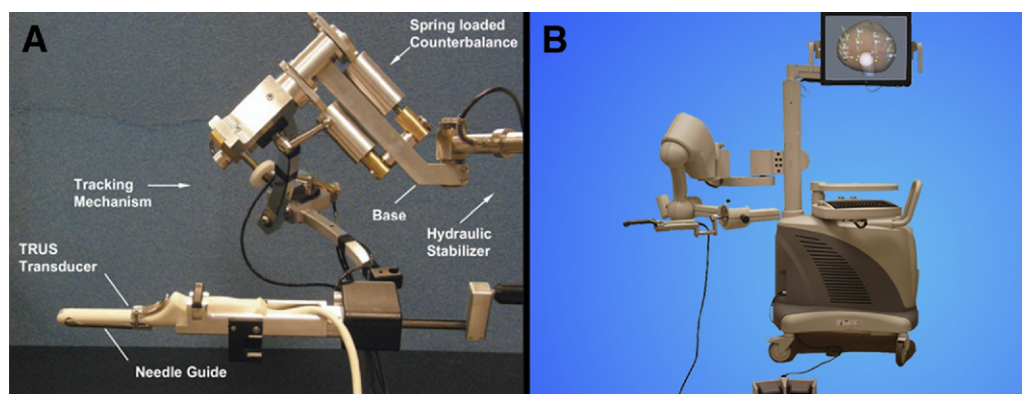 A
Spring loaded
Counterbalance
Tracking
Mechanism
Base
Hydraulic
Stabilizer
TRUS
Transducer
Needle Guide
B